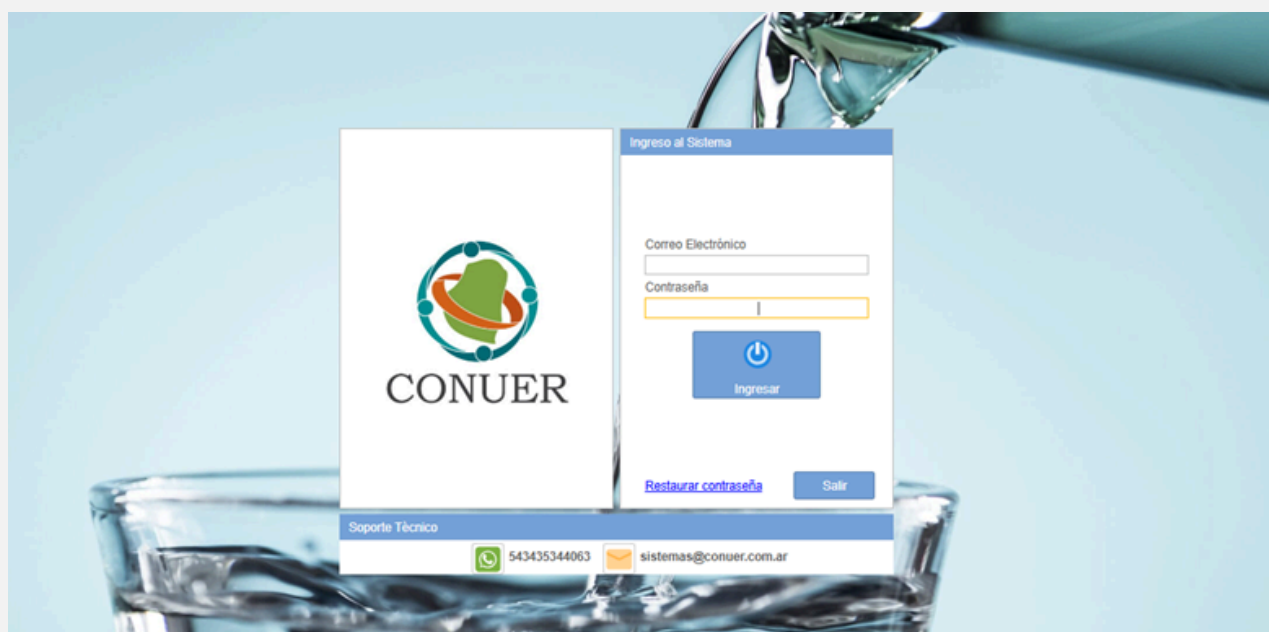 Ingreso al Sistema
Correo Electrónico
Contraseña
Ingresar
CONUER
Restaurar contraseña
Salir
Soporte Tècnico
543435344063
sistemas@conuer.com.ar